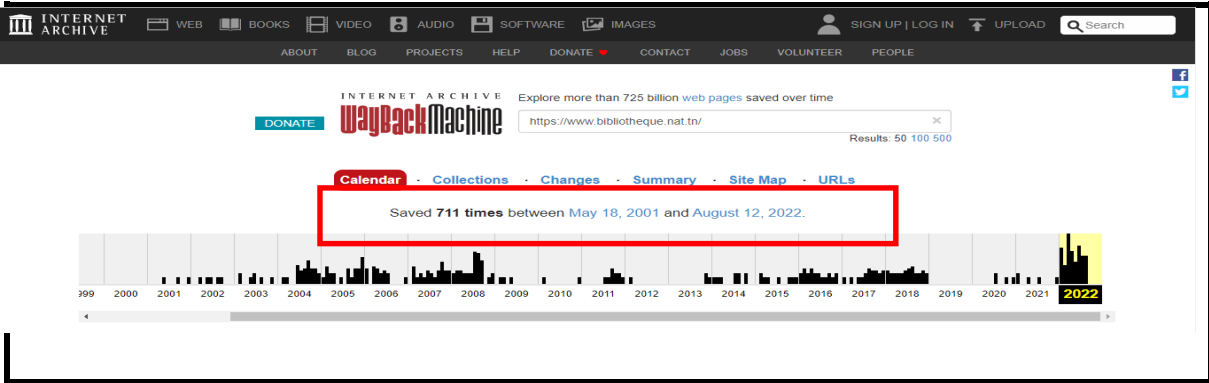 INTERNET ARCHIVE WEB BOOKS VIDEO AUDIO SOFTWARE IMAGES SIGN UP | LOG IN UPLOAD Search
ABOUT BLOG PROJECTS HELP DONATE CONTACT JOBS VOLUNTEER PEOPLE
INTERNET ARCHIVE
WayBackMachine
DONATE
Explore more than 725 billion web pages saved over time
https://www.bibliotheque.nat.tn/
Results: 50 100 500
Calendar · Collections · Changes · Summary · Site Map · URLs
Saved 711 times between May 18, 2001 and August 12, 2022.
999 2000 2001 2002 2003 2004 2005 2006 2007 2008 2009 2010 2011 2012 2013 2014 2015 2016 2017 2018 2019 2020 2021 2022